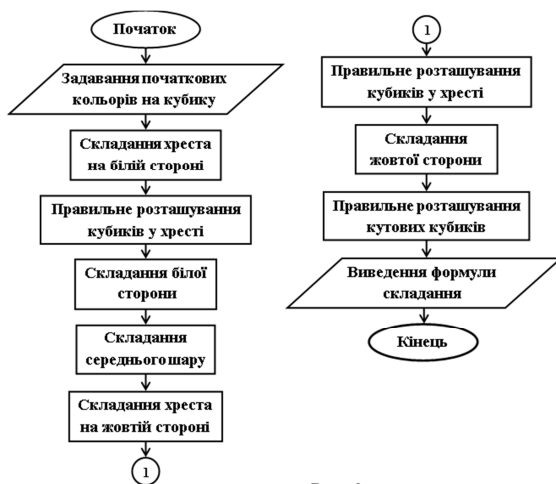 Початок
Задавання початкових
кольорів на кубику
Складання хреста
на білій стороні
Правильне розташування
кубиків у хресті
Складання білої
сторони
Складання
середнього шару
Складання хреста
на жовтій стороні
1
1
Правильне розташування
кубиків у хресті
Складання
жовтої сторони
Правильне розташування
кутових кубиків
Виведення формули
складання
Кінець